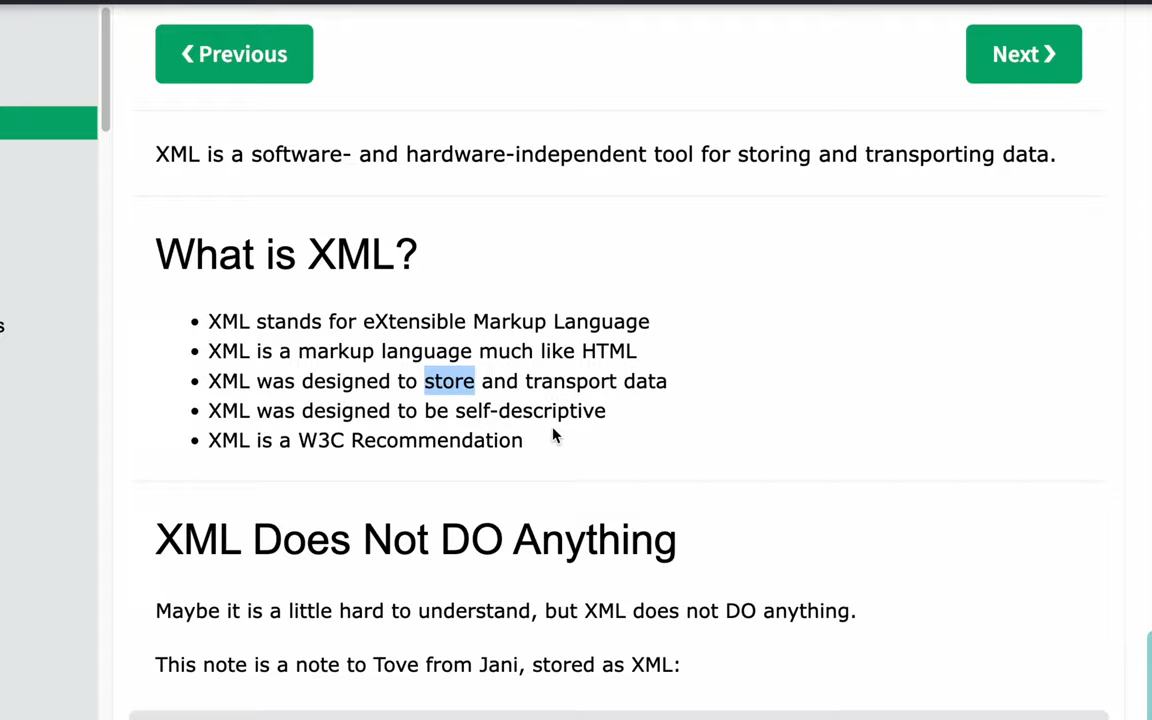 ❮ Previous
Next ❯
XML is a software- and hardware-independent tool for storing and transporting data.
What is XML?
• XML stands for eXtensible Markup Language
• XML is a markup language much like HTML
• XML was designed to store and transport data
• XML was designed to be self-descriptive
s
• XML is a W3C Recommendation
XML Does Not DO Anything
Maybe it is a little hard to understand, but XML does not DO anything.
This note is a note to Tove from Jani, stored as XML: